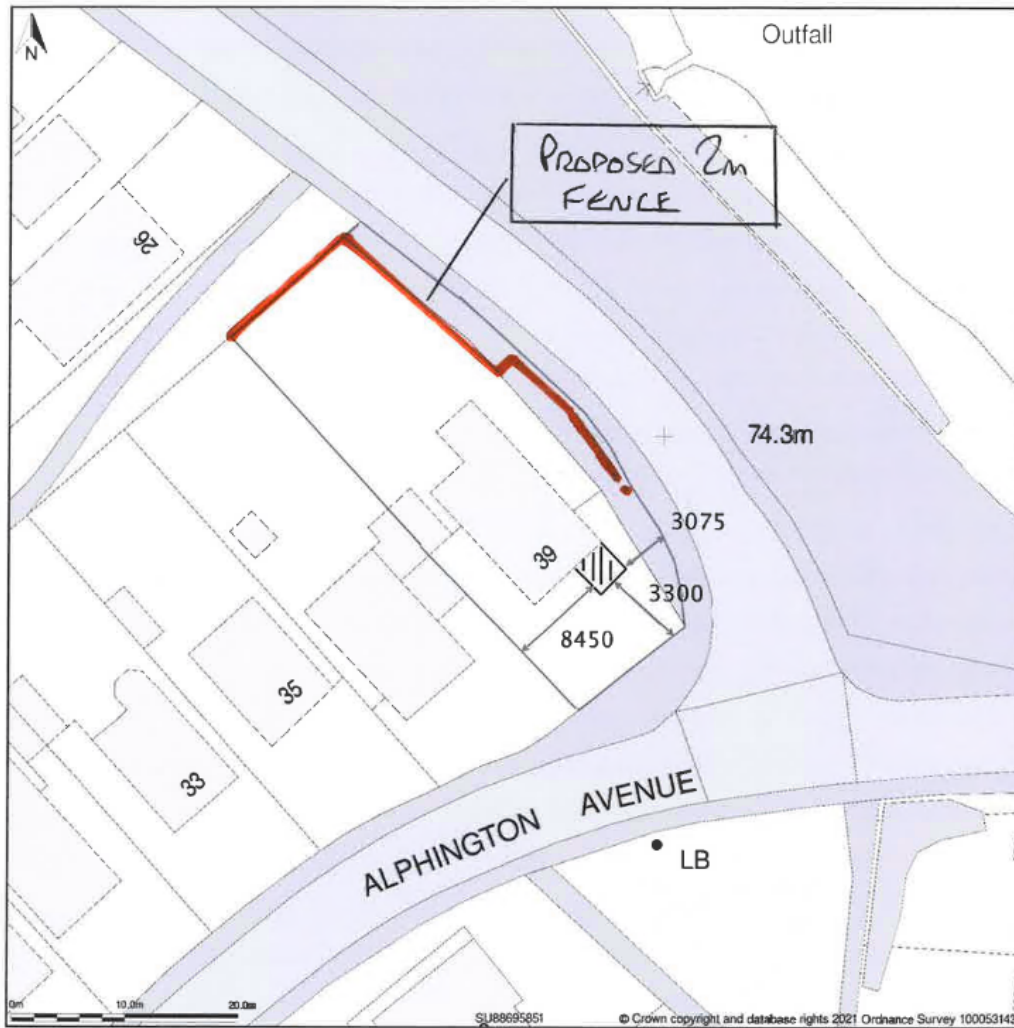 N
Outfall
PROPOSED 2m
FENCE
26
74.3m
3075
39
3300
8450
35
33
ALPHINGTON AVENUE
LB
0m 10.0m 20.0m
SU88695851
© Crown copyright and database rights 2021 Ordnance Survey 100053143